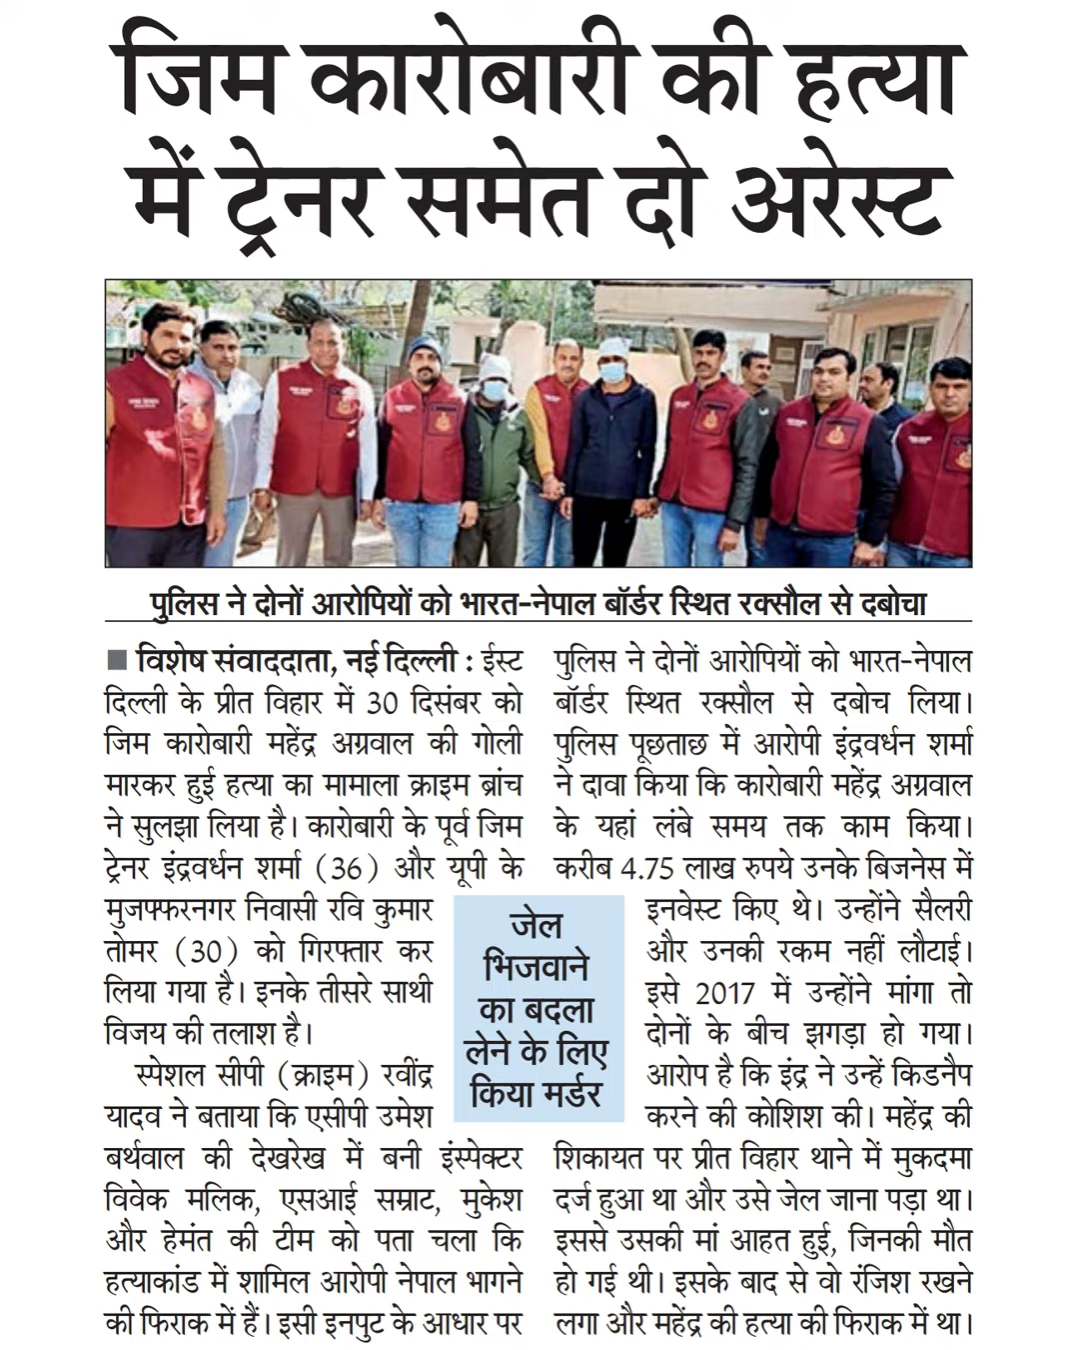 जिम कारोबारी की हत्या
में ट्रेनर समेत दो अरेस्ट
पुलिस ने दोनों आरोपियों को भारत-नेपाल बॉर्डर स्थित रक्सौल से दबोचा
■ विशेष संवाददाता, नई दिल्ली : ईस्ट
दिल्ली के प्रीत विहार में 30 दिसंबर को
जिम कारोबारी महेंद्र अग्रवाल की गोली
मारकर हुई हत्या का मामाला क्राइम ब्रांच
ने सुलझा लिया है। कारोबारी के पूर्व जिम
ट्रेनर इंद्रवर्धन शर्मा (36) और यूपी के
मुजफ्फरनगर निवासी रवि कुमार
तोमर (30) को गिरफ्तार कर
लिया गया है। इनके तीसरे साथी
विजय की तलाश है।
स्पेशल सीपी (क्राइम) रवींद्र
यादव ने बताया कि एसीपी उमेश
बर्थवाल की देखरेख में बनी इंस्पेक्टर
विवेक मलिक, एसआई सम्राट, मुकेश
और हेमंत की टीम को पता चला कि
हत्याकांड में शामिल आरोपी नेपाल भागने
की फिराक में हैं। इसी इनपुट के आधार पर
जेल
भिजवाने
का बदला
लेने के लिए
किया मर्डर
पुलिस ने दोनों आरोपियों को भारत-नेपाल
बॉर्डर स्थित रक्सौल से दबोच लिया।
पुलिस पूछताछ में आरोपी इंद्रवर्धन शर्मा
ने दावा किया कि कारोबारी महेंद्र अग्रवाल
के यहां लंबे समय तक काम किया।
करीब 4.75 लाख रुपये उनके बिजनेस में
इनवेस्ट किए थे। उन्होंने सैलरी
और उनकी रकम नहीं लौटाई।
इसे 2017 में उन्होंने मांगा तो
दोनों के बीच झगड़ा हो गया।
आरोप है कि इंद्र ने उन्हें किडनैप
करने की कोशिश की। महेंद्र की
शिकायत पर प्रीत विहार थाने में मुकदमा
दर्ज हुआ था और उसे जेल जाना पड़ा था।
इससे उसकी मां आहत हुई, जिनकी मौत
हो गई थी। इसके बाद से वो रंजिश रखने
लगा और महेंद्र की हत्या की फिराक में था।